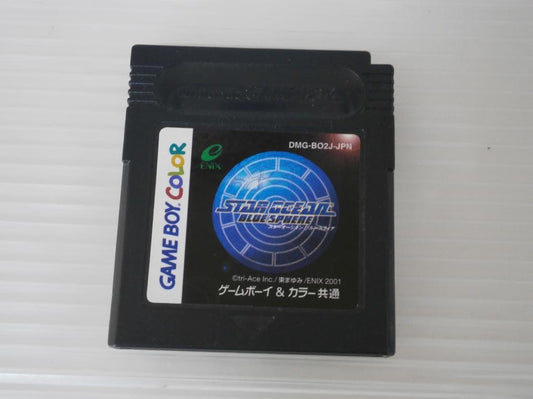 DMG-BO2J-JPN
ENIX
GAME BOY COLOR
STAR OCEAN
BLUE SPHERE
スターオーシャン ブルースフィア
©tri-Ace Inc./東まゆみ/ENIX 2001
ゲームボーイ & カラー共通